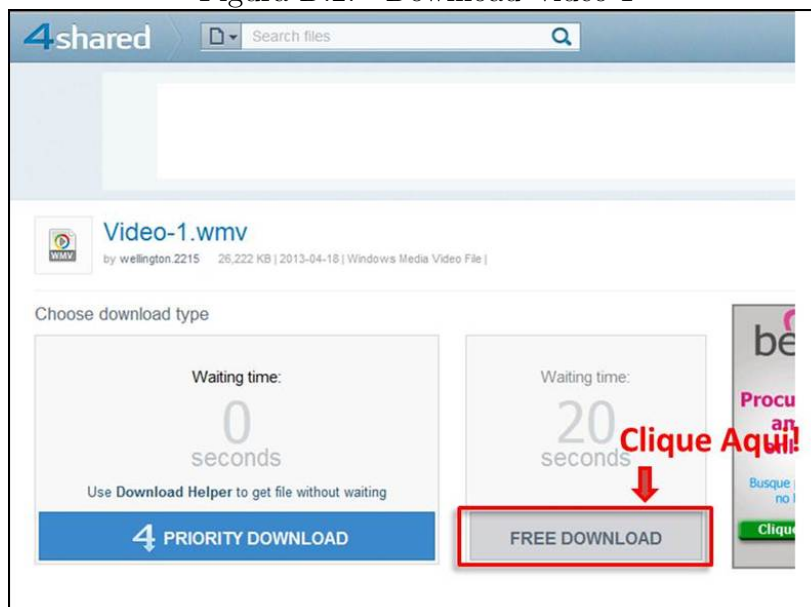 4shared
Search files
Video-1.wmv
WMV
by wellington.2215 26,222 KB | 2013-04-18 | Windows Media Video File |
Choose download type
Waiting time:
0
seconds
Use Download Helper to get file without waiting
4 PRIORITY DOWNLOAD
Waiting time:
20
seconds
Clique Aqui!
FREE DOWNLOAD
be
Procu
Busque
no
Clique